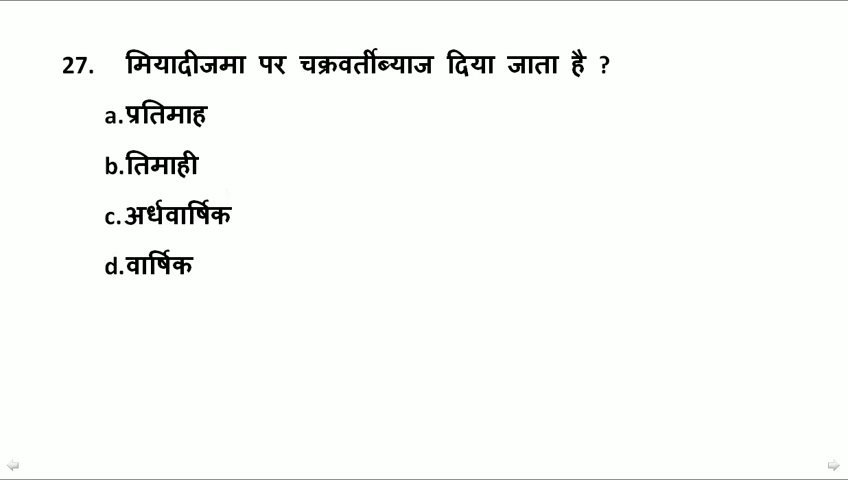 27. मियादीजमा पर चक्रवर्तीब्याज दिया जाता है ?
a.प्रतिमाह
b.तिमाही
c.अर्धवार्षिक
d.वार्षिक